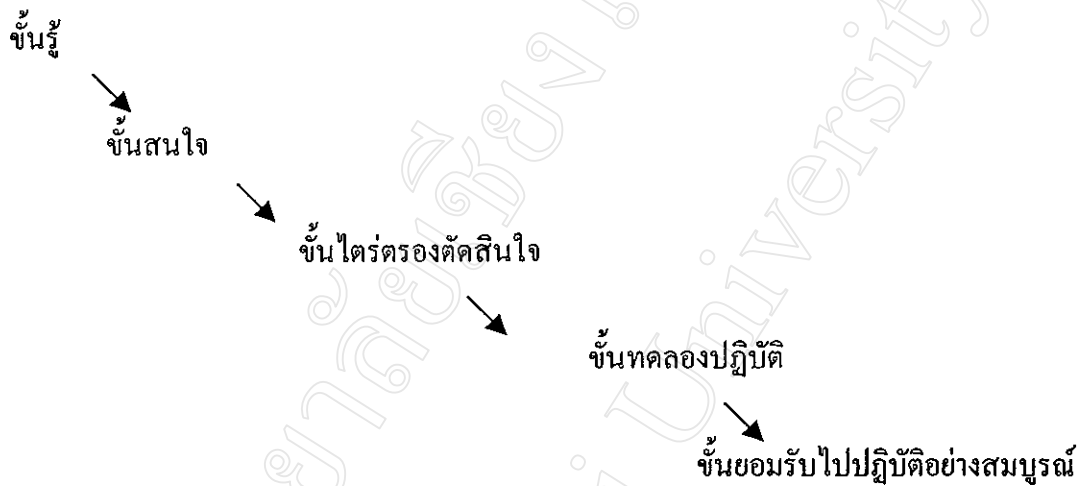 ขั้นรู้
ขั้นสนใจ
ขั้นไตร่ตรองตัดสินใจ
ขั้นทดลองปฏิบัติ
ขั้นยอมรับไปปฏิบัติอย่างสมบูรณ์